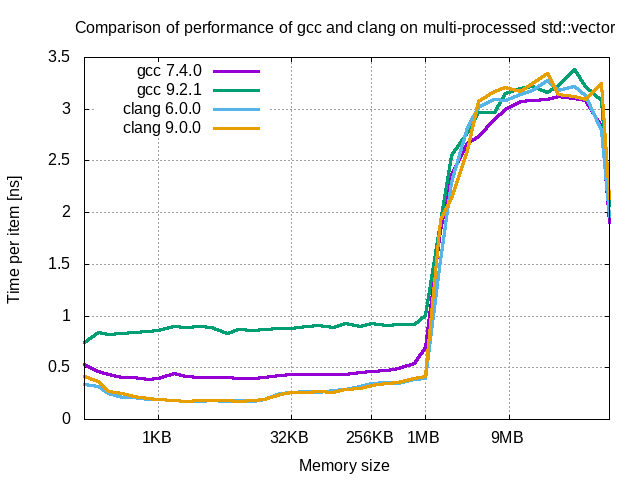 Comparison of performance of gcc and clang on multi-processed std::vector
gcc 7.4.0
gcc 9.2.1
clang 6.0.0
clang 9.0.0
Time per item [ns]
3.5
3
2.5
2
1.5
1
0.5
0
1KB 32KB 256KB 1MB 9MB
Memory size